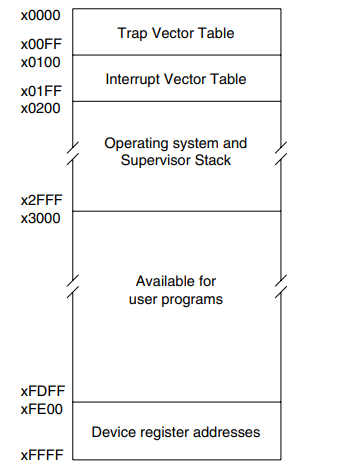 x0000
Trap Vector Table
x00FF
x0100
Interrupt Vector Table
x01FF
x0200
Operating system and
Supervisor Stack
x2FFF
x3000
Available for
user programs
xFDFF
xFE00
Device register addresses
xFFFF